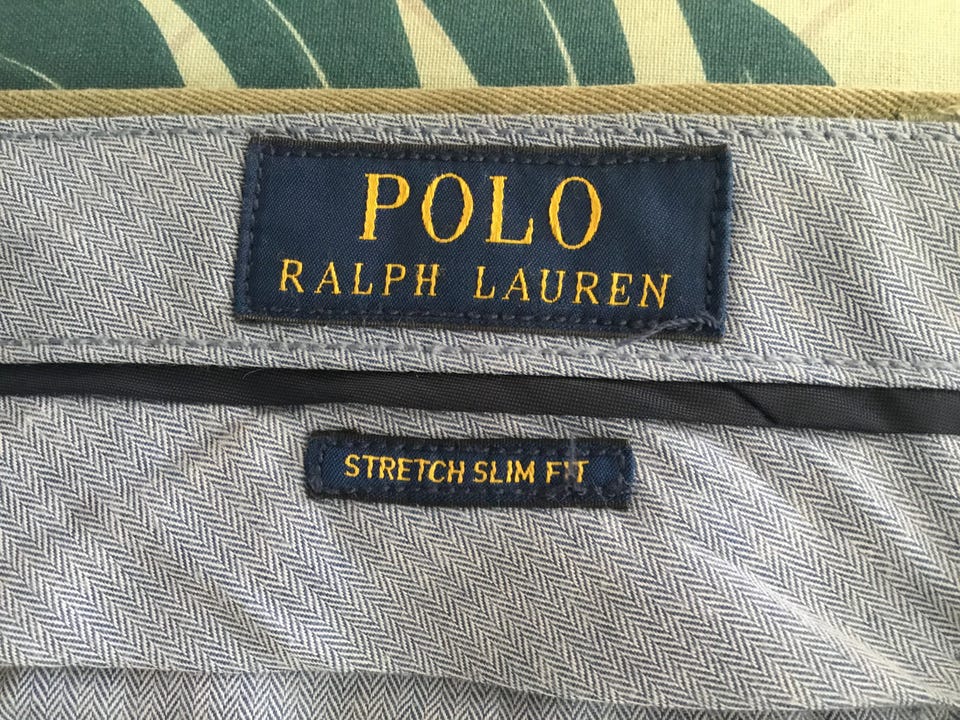 POLO
RALPH LAUREN
STRETCH SLIM FIT